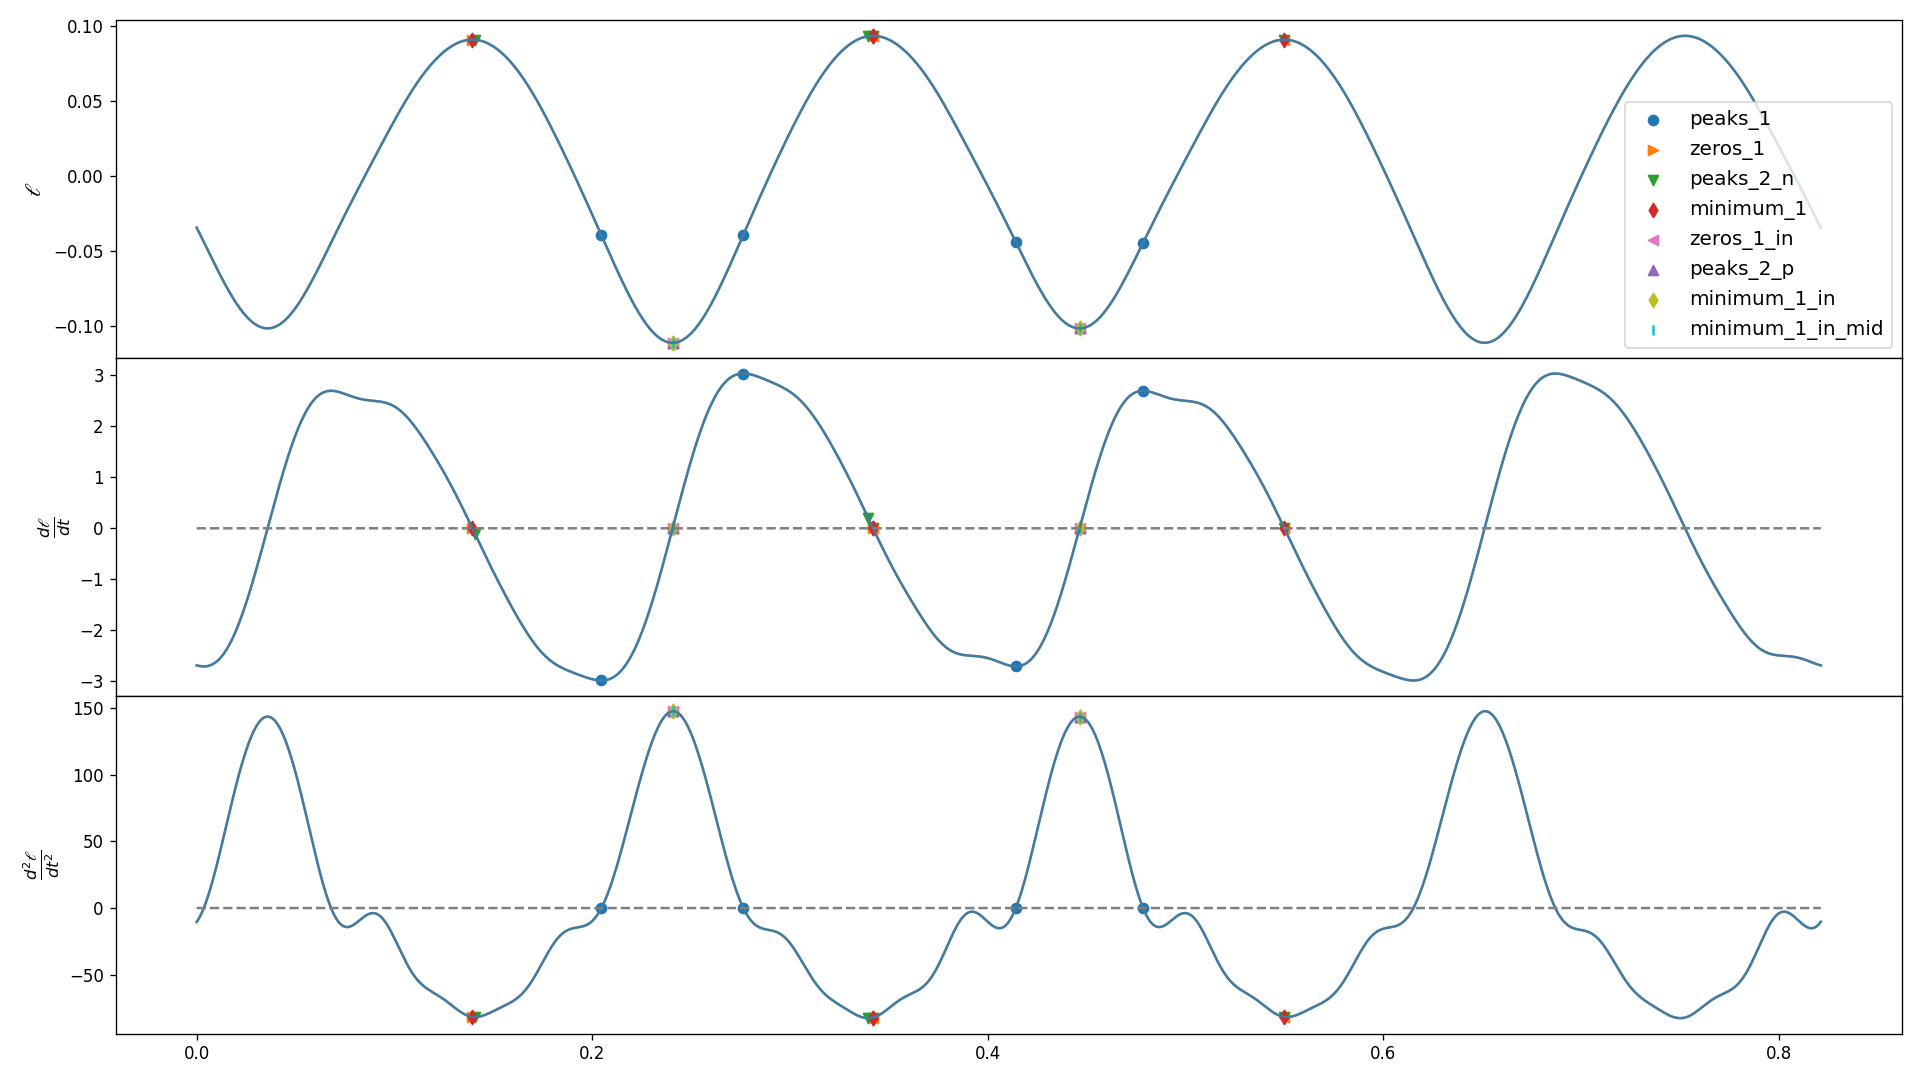 0.10
0.05
0.00
−0.05
−0.10
ℓ
peaks_1
zeros_1
peaks_2_n
minimum_1
zeros_1_in
peaks_2_p
minimum_1_in
minimum_1_in_mid
3
2
1
0
−1
−2
−3
dℓ/dt
150
100
50
0
−50
d²ℓ/dt²
0.0 0.2 0.4 0.6 0.8